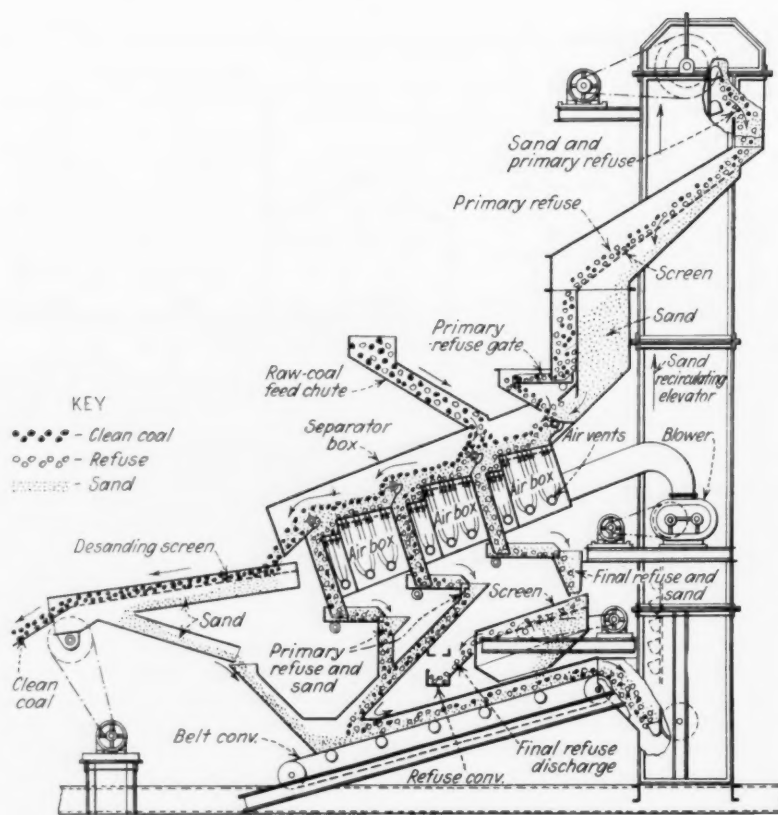 Sand and
primary refuse
Primary refuse
Screen
Sand
Primary
refuse gate
Raw-coal
feed chute
Sand
recirculating
elevator
KEY
- Clean coal
- Refuse
- Sand
Separator
box
Air vents
Blower
Air box
Air box
Air box
Desanding screen
Screen
Final refuse and
sand
Sand
Primary
refuse and
sand
Clean
coal
Belt conv.
Final refuse
discharge
Refuse conv.